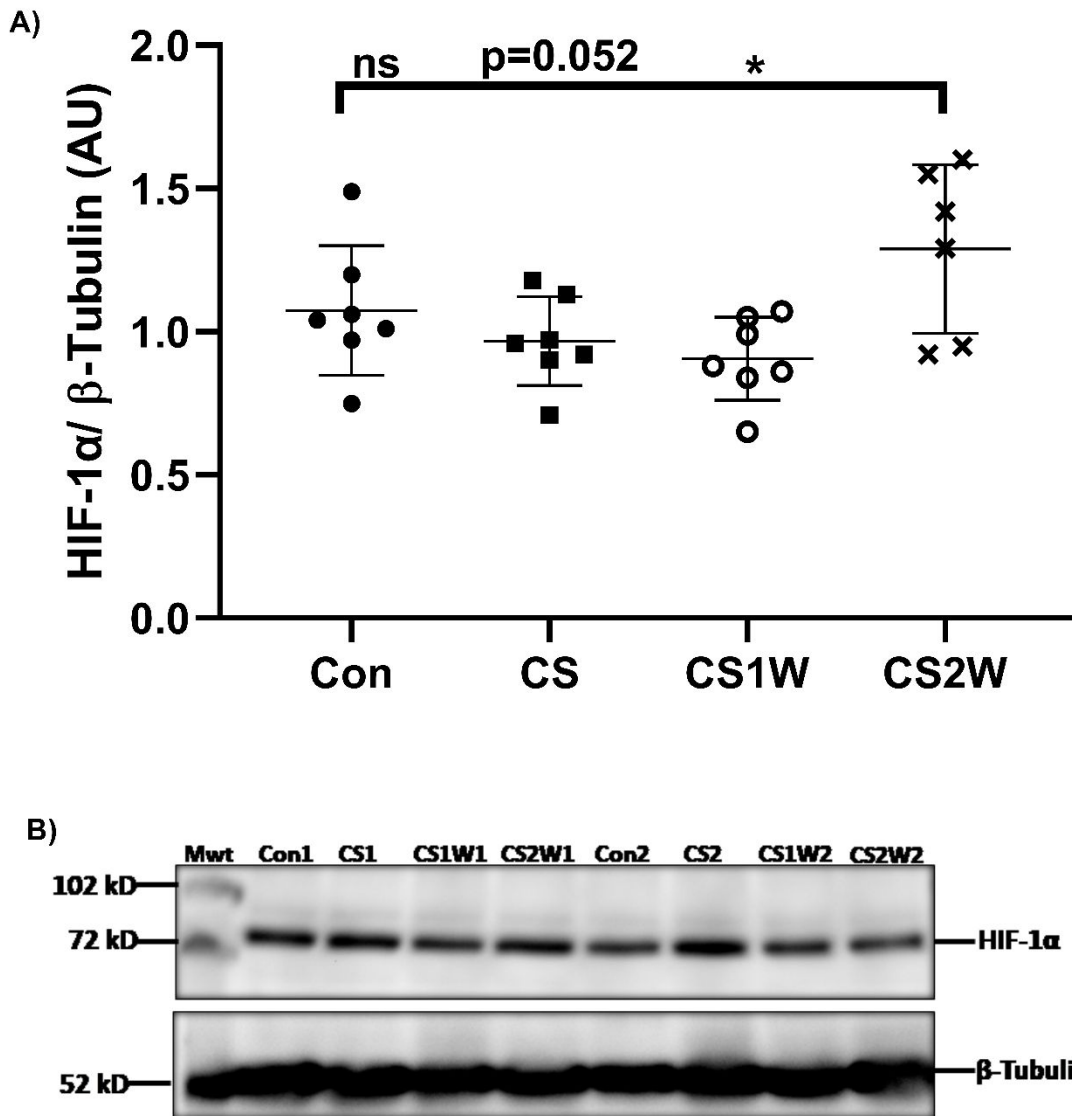 A)
HIF-1α/ β-Tubulin (AU)
2.0
1.5
1.0
0.5
0.0
ns p=0.052 *
Con CS CS1W CS2W
B)
Mwt Con1 CS1 CS1W1 CS2W1 Con2 CS2 CS1W2 CS2W2
102 kD
72 kD
HIF-1α
52 kD
β-Tubuli